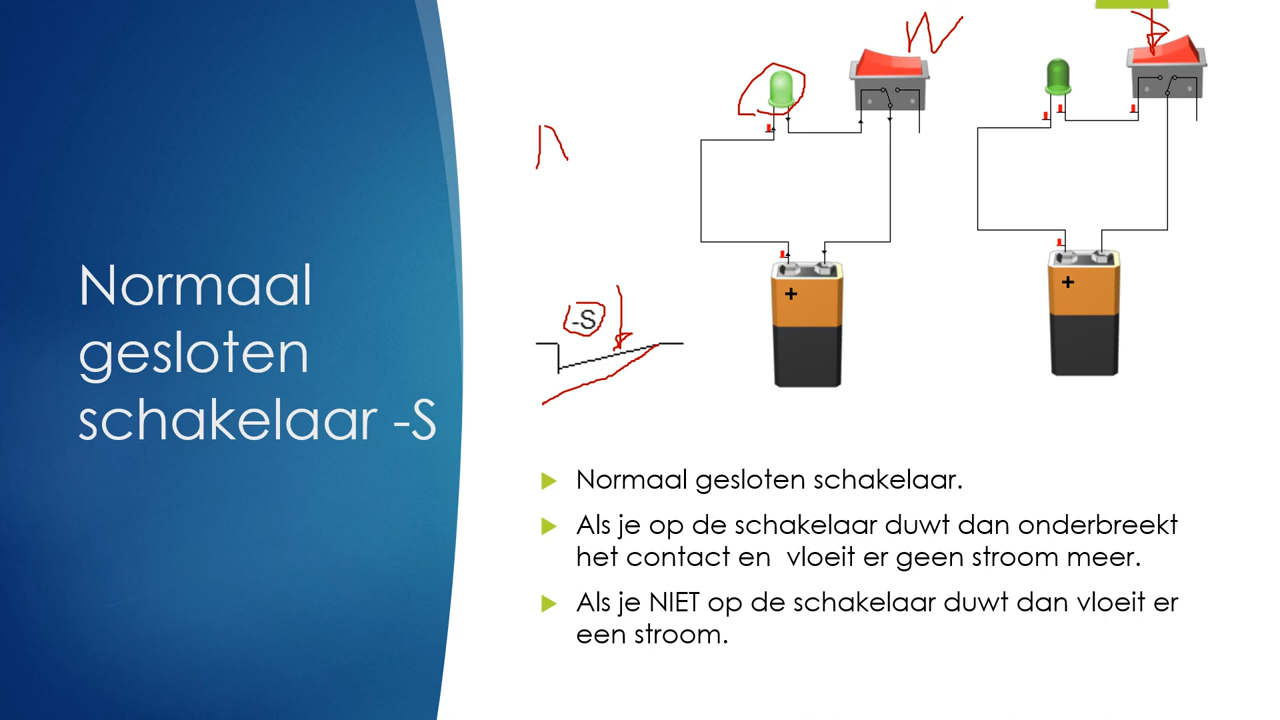 Normaal
gesloten
schakelaar -S
N
-S
+
+
Normaal gesloten schakelaar.
Als je op de schakelaar duwt dan onderbreekt
het contact en vloeit er geen stroom meer.
Als je NIET op de schakelaar duwt dan vloeit er
een stroom.